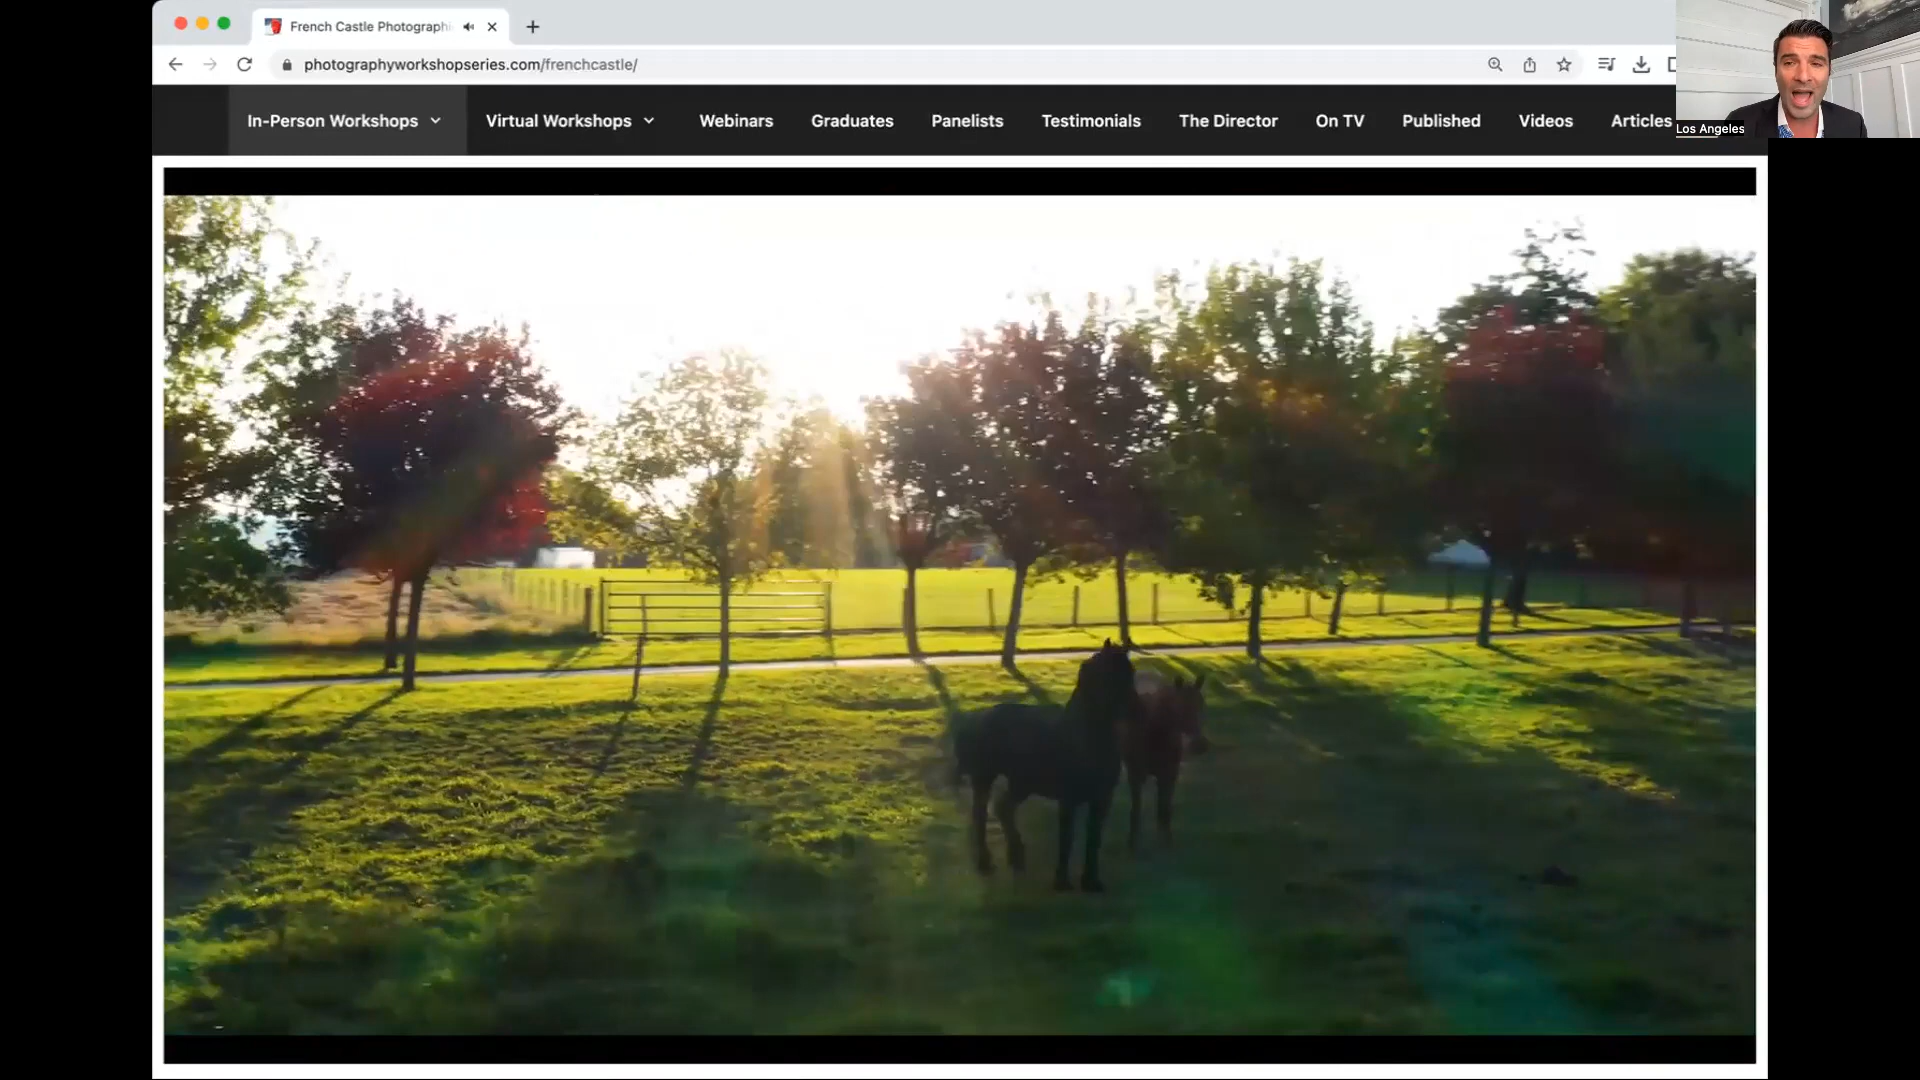 French Castle Photograph
photographyworkshopseries.com/frenchcastle/
In-Person Workshops
Virtual Workshops
Webinars
Graduates
Panelists
Testimonials
The Director
On TV
Published
Videos
Articles
Los Angeles